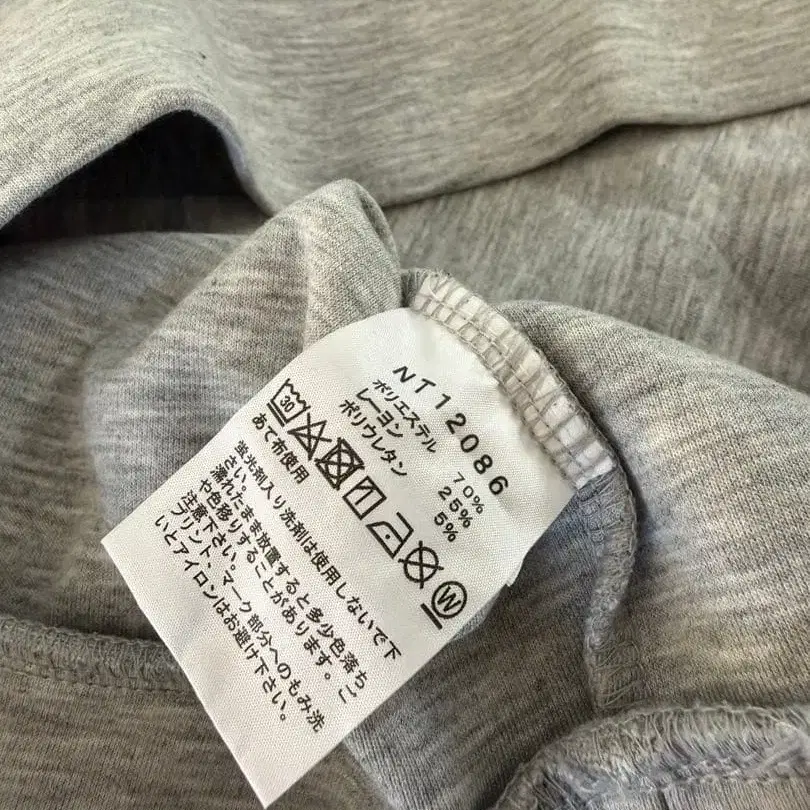 NT12086
ポリエステル 70%
レーヨン 25%
ポリウレタン 5%
30 W
あて布使用
蛍光剤入り洗剤は使用しないで下
さい。
濡れたまま放置すると多少色落ち
や色移りすることがあります。ご
注意下さい。
プリント、マーク部分へのもみ洗
いとアイロンはお避け下さい。